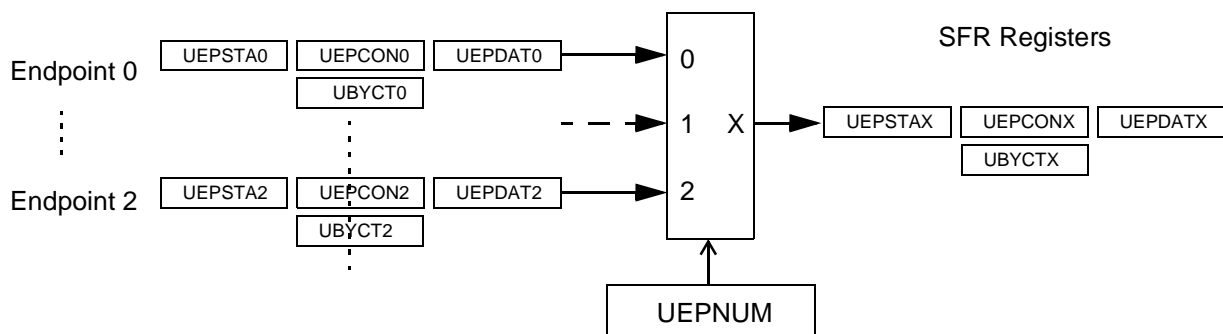 SFR Registers
Endpoint 0
UEPSTA0 UEPCON0 UEPDAT0
UBYCT0
0
1 X
2
UEPSTAX UEPCONX UEPDATX
UBYCTX
Endpoint 2
UEPSTA2 UEPCON2 UEPDAT2
UBYCT2
UEPNUM